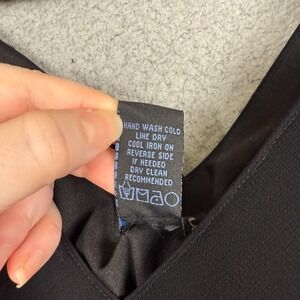 HAND WASH COLD
LINE DRY
COOL IRON ON
REVERSE SIDE
IF NEEDED
DRY CLEAN
RECOMMENDED